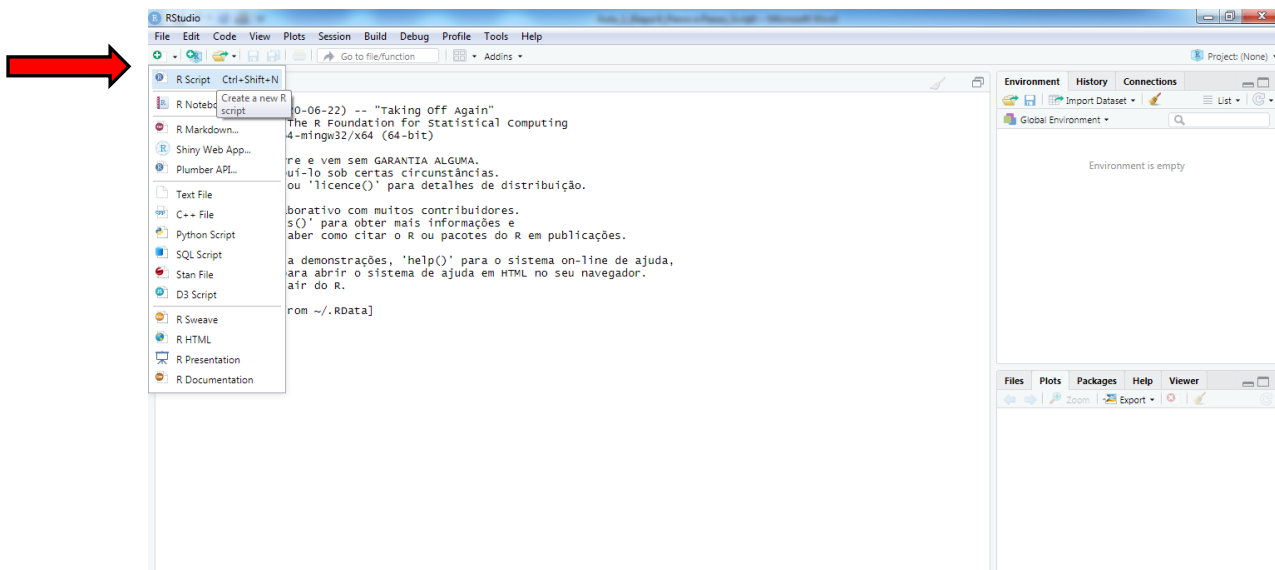 RStudio
Aula_1_Etapa 4_Passo a Passo_Script - Microsoft Word
File Edit Code View Plots Session Build Debug Profile Tools Help
Go to file/function Addins Project: (None)
R Script Ctrl+Shift+N
Create a new R
script
R Notebo
R Markdown...
Shiny Web App...
Plumber API...
Text File
C++ File
Python Script
SQL Script
Stan File
D3 Script
R Sweave
R HTML
R Presentation
R Documentation
0-06-22) -- "Taking Off Again"
The R Foundation for Statistical Computing
4-mingw32/x64 (64-bit)
re e vem sem GARANTIA ALGUMA.
uí-lo sob certas circunstâncias.
ou 'licence()' para detalhes de distribuição.
borativo com muitos contribuidores.
s()' para obter mais informações e
aber como citar o R ou pacotes do R em publicações.
a demonstrações, 'help()' para o sistema on-line de ajuda,
ara abrir o sistema de ajuda em HTML no seu navegador.
air do R.
rom ~/.RData]
Environment History Connections
Import Dataset List
Global Environment
Environment is empty
Files Plots Packages Help Viewer
Zoom Export